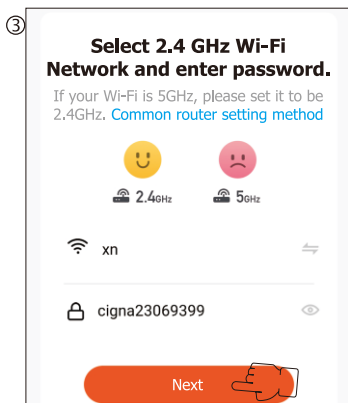 ③
Select 2.4 GHz Wi-Fi
Network and enter password.
If your Wi-Fi is 5GHz, please set it to be
2.4GHz. Common router setting method
2.4GHz 5GHz
xn
cigna23069399
Next